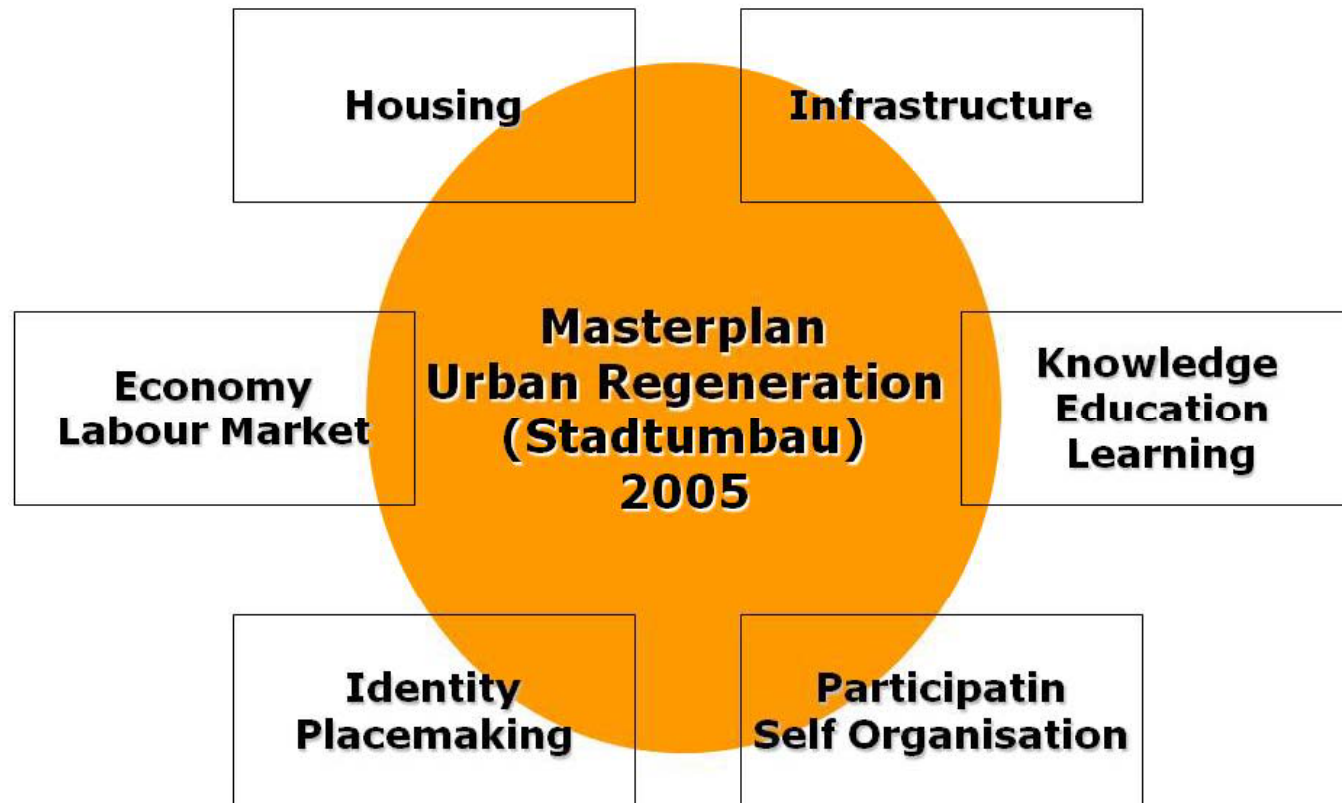 Housing
Infrastructure
Masterplan
Urban Regeneration
(Stadtumbau)
2005
Economy
Labour Market
Knowledge
Education
Learning
Identity
Placemaking
Participatin
Self Organisation